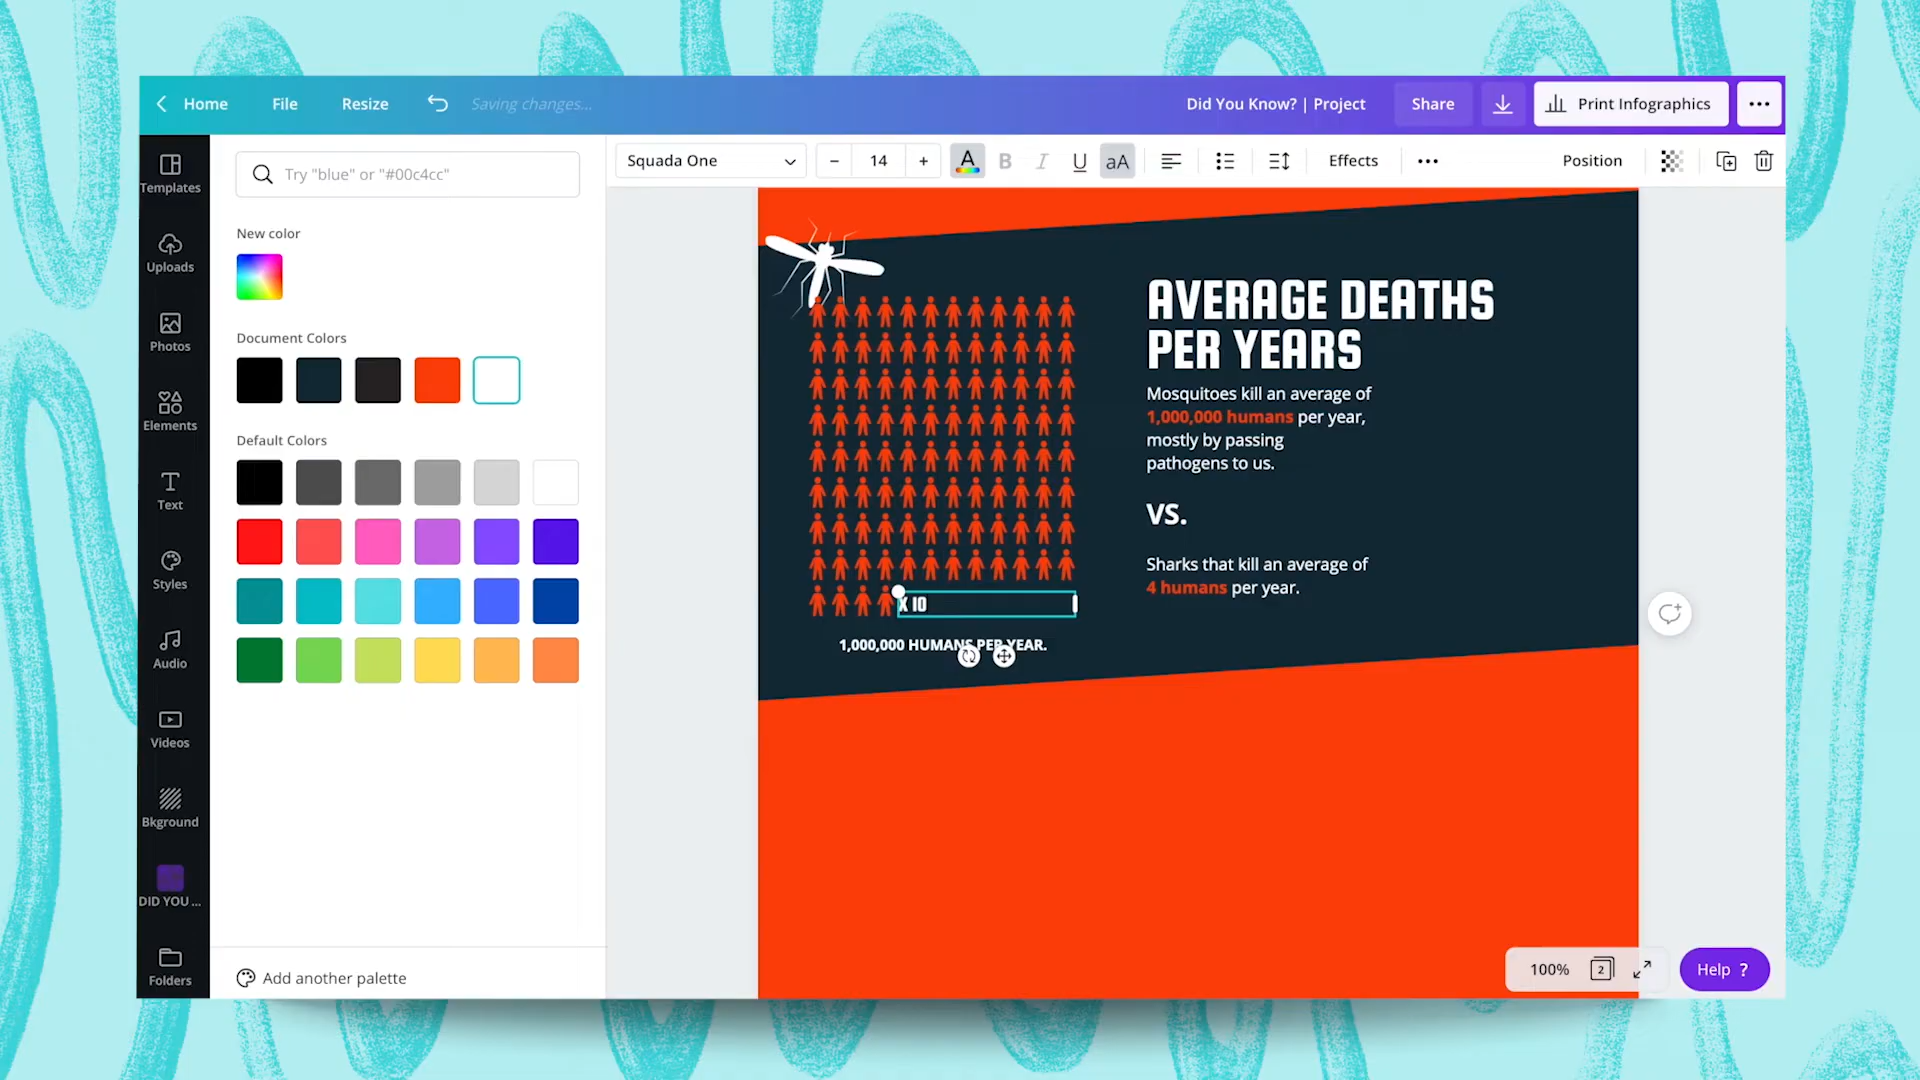 Home
File
Resize
Saving changes...
Did You Know? | Project
Share
Print Infographics
Templates
Uploads
Photos
Elements
Text
Styles
Audio
Videos
Bkground
DID YOU ...
Folders
Try "blue" or "#00c4cc"
New color
Document Colors
Default Colors
Add another palette
Squada One
− 14 +
A
B
I
U
aA
Effects
Position
AVERAGE DEATHS
PER YEARS
Mosquitoes kill an average of
1,000,000 humans per year,
mostly by passing
pathogens to us.
VS.
Sharks that kill an average of
4 humans per year.
X 10
1,000,000 HUMANS PER YEAR.
100%
2
Help ?